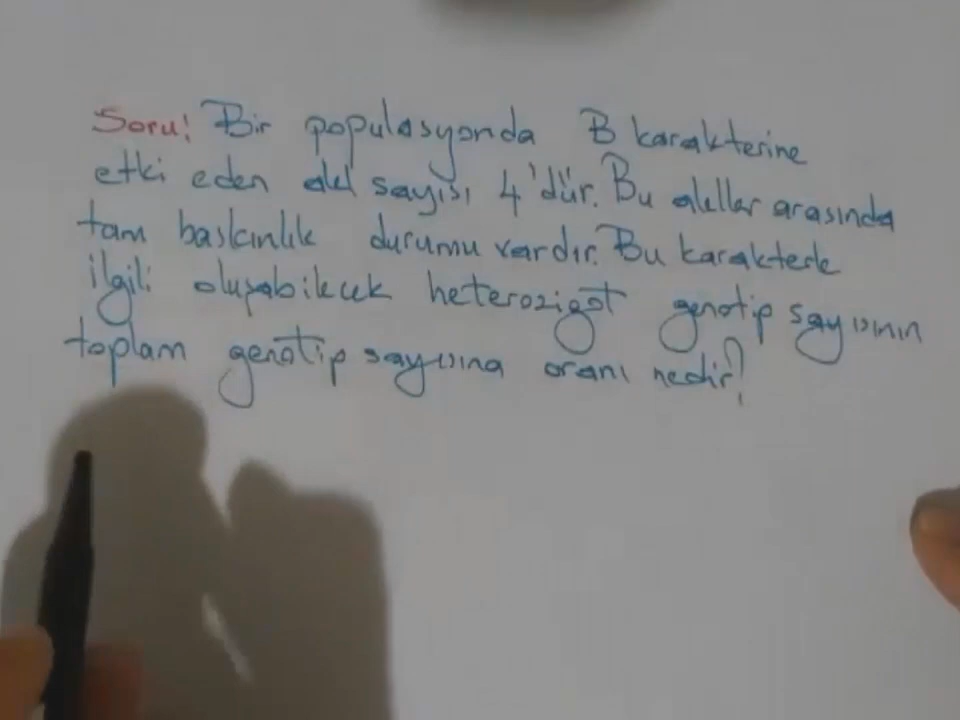 Soru! Bir populasyonda B karakterine
etki eden alel sayısı 4'dür. Bu aleller arasında
tam baskınlık durumu vardır. Bu karakterle
ilgili oluşabilecek heterozigot genotip sayısının
toplam genotip sayısına oranı nedir?